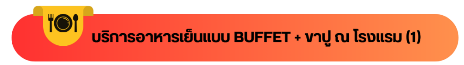 บริการอาหารเย็นแบบ BUFFET + ขาปู ณ โรงแรม (1)